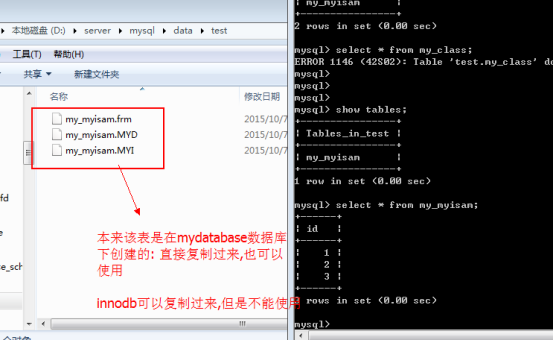 本地磁盘 (D:) ▸ server ▸ mysql ▸ data ▸ test
工具(T) 帮助(H)
共享 ▾ 新建文件夹
名称 修改日期
my_myisam.frm 2015/10/7
my_myisam.MYD 2015/10/7
my_myisam.MYI 2015/10/7
本来该表是在mydatabase数据库
下创建的: 直接复制过来,也可以
使用
innodb可以复制过来,但是不能使用
fd
e
te_sch
| my_myisam |
+----------------+
2 rows in set (0.00 sec)
mysql> select * from my_class;
ERROR 1146 (42S02): Table 'test.my_class' do
mysql>
mysql>
mysql>
mysql> show tables;
+----------------+
| Tables_in_test |
+----------------+
| my_myisam |
+----------------+
1 row in set (0.00 sec)
mysql> select * from my_myisam;
+------+
| id |
+------+
| 1 |
| 2 |
| 3 |
+------+
3 rows in set (0.00 sec)
mysql>